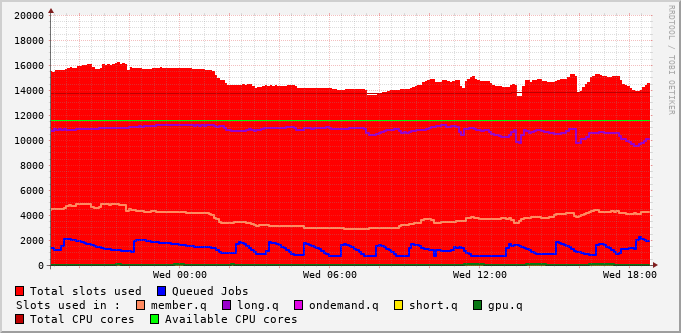 20000
18000
16000
14000
12000
10000
8000
6000
4000
2000
0
Wed 00:00 Wed 06:00 Wed 12:00 Wed 18:00
RRDTOOL / TOBI OETIKER
Total slots used Queued Jobs
Slots used in : member.q long.q ondemand.q short.q gpu.q
Total CPU cores Available CPU cores